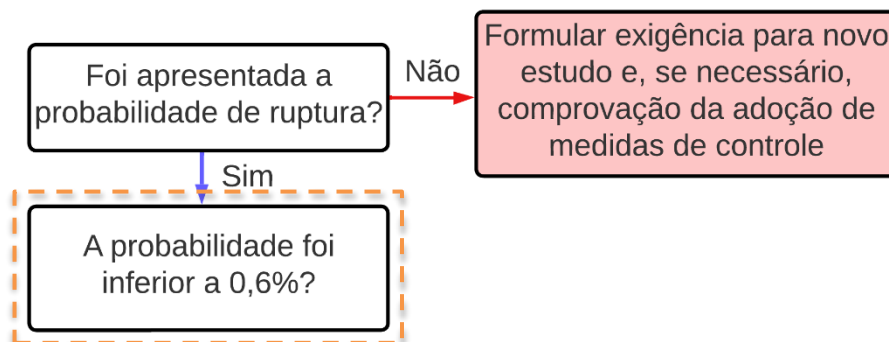 Foi apresentada a
probabilidade de ruptura?
Não
Formular exigência para novo
estudo e, se necessário,
comprovação da adoção de
medidas de controle
Sim
A probabilidade foi
inferior a 0,6%?